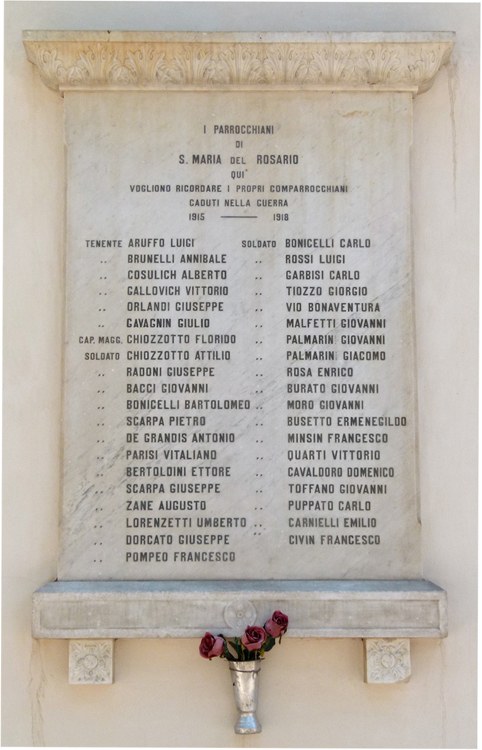 I PARROCCHIANI
DI
S. MARIA DEL ROSARIO
QUI
VOGLIONO RICORDARE I PROPRI COMPARROCCHIANI
CADUTI NELLA GUERRA
1915 — 1918
TENENTE ARUFFO LUIGI
„ BRUNELLI ANNIBALE
„ COSULICH ALBERTO
„ GALLOVICH VITTORIO
„ ORLANDI GIUSEPPE
„ CAVAGNIN GIULIO
CAP. MAGG. CHIOZZOTTO FLORIDO
SOLDATO CHIOZZOTTO ATTILIO
„ RADONI GIUSEPPE
„ BACCI GIOVANNI
„ BONICELLI BARTOLOMEO
„ SCARPA PIETRO
„ DE GRANDIS ANTONIO
„ PARISI VITALIANO
„ BERTOLDINI ETTORE
„ SCARPA GIUSEPPE
„ ZANE AUGUSTO
„ LORENZETTI UMBERTO
„ DORCATO GIUSEPPE
„ POMPEO FRANCESCO
SOLDATO BONICELLI CARLO
„ ROSSI LUIGI
„ GARBISI CARLO
„ TIOZZO GIORGIO
„ VIO BONAVENTURA
„ MALFETTI GIOVANNI
„ PALMARIN GIOVANNI
„ PALMARIN GIACOMO
„ ROSA ENRICO
„ BURATO GIOVANNI
„ MORO GIOVANNI
„ BUSETTO ERMENEGILDO
„ MINSIN FRANCESCO
„ QUARTI VITTORIO
„ CAVALDORO DOMENICO
„ TOFFANO GIOVANNI
„ PUPPATO CARLO
„ CARNIELLI EMILIO
„ CIVIN FRANCESCO